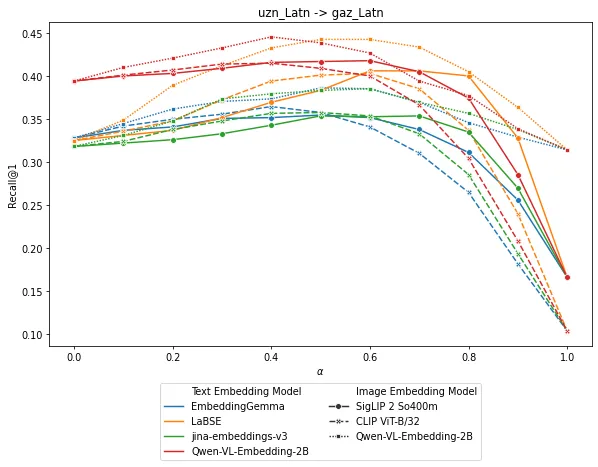 uzn_Latn -> gaz_Latn
Recall@1
0.45
0.40
0.35
0.30
0.25
0.20
0.15
0.10
0.0 0.2 0.4 0.6 0.8 1.0
α
Text Embedding Model
EmbeddingGemma
LaBSE
jina-embeddings-v3
Qwen-VL-Embedding-2B
Image Embedding Model
SigLIP 2 So400m
CLIP ViT-B/32
Qwen-VL-Embedding-2B